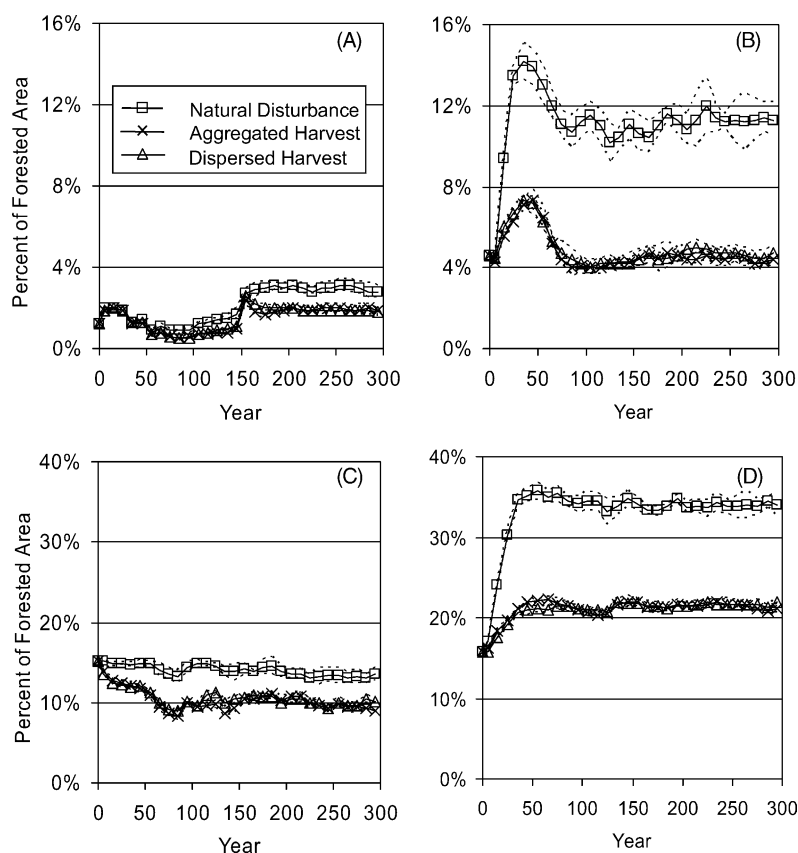 (A)
16%
12%
8%
4%
0%
Percent of Forested Area
Natural Disturbance
Aggregated Harvest
Dispersed Harvest
0 50 100 150 200 250 300
Year
(B)
16%
12%
8%
4%
0%
0 50 100 150 200 250 300
Year
(C)
40%
30%
20%
10%
0%
Percent of Forested Area
0 50 100 150 200 250 300
Year
(D)
40%
30%
20%
10%
0%
0 50 100 150 200 250 300
Year